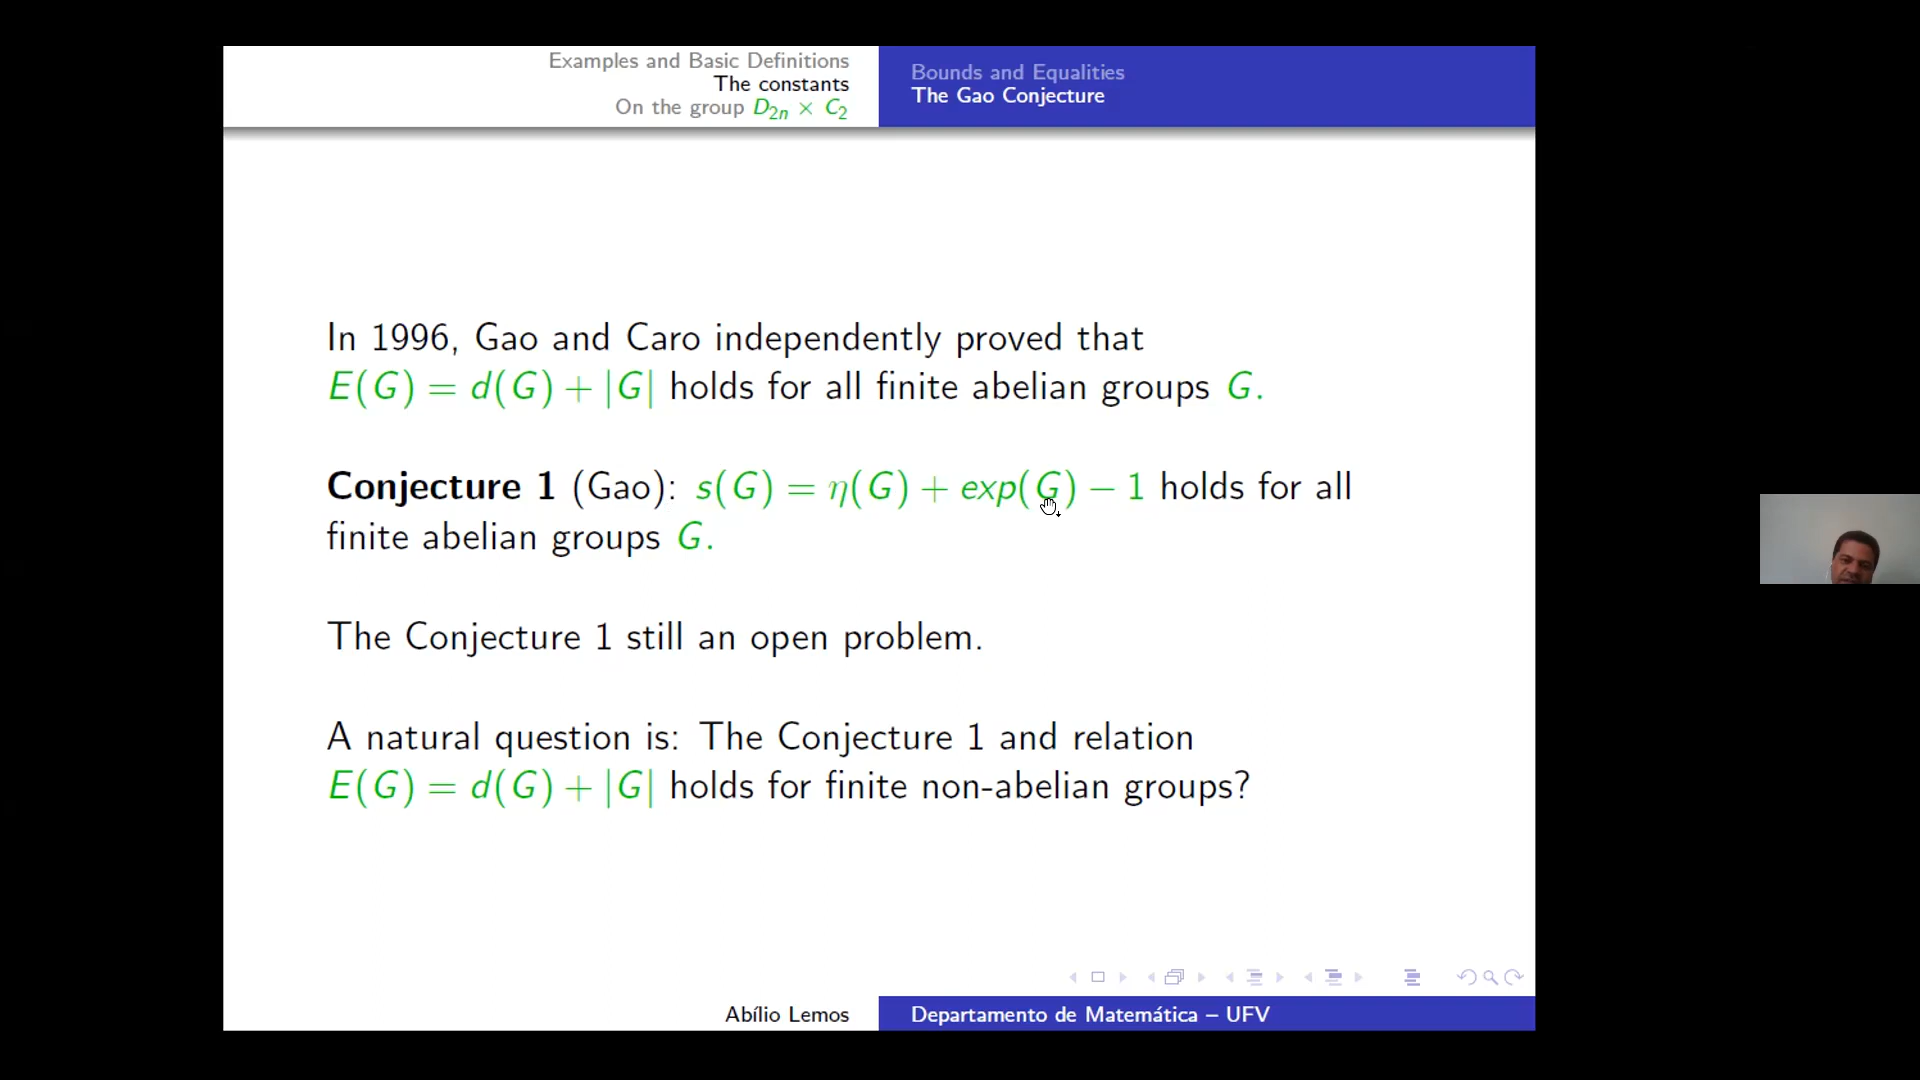 Examples and Basic Definitions
The constants
On the group D₂ₙ × C₂
Bounds and Equalities
The Gao Conjecture
In 1996, Gao and Caro independently proved that
E(G) = d(G) + |G| holds for all finite abelian groups G.
Conjecture 1 (Gao): s(G) = η(G) + exp(G) − 1 holds for all
finite abelian groups G.
The Conjecture 1 still an open problem.
A natural question is: The Conjecture 1 and relation
E(G) = d(G) + |G| holds for finite non-abelian groups?
Abílio Lemos
Departamento de Matemática – UFV